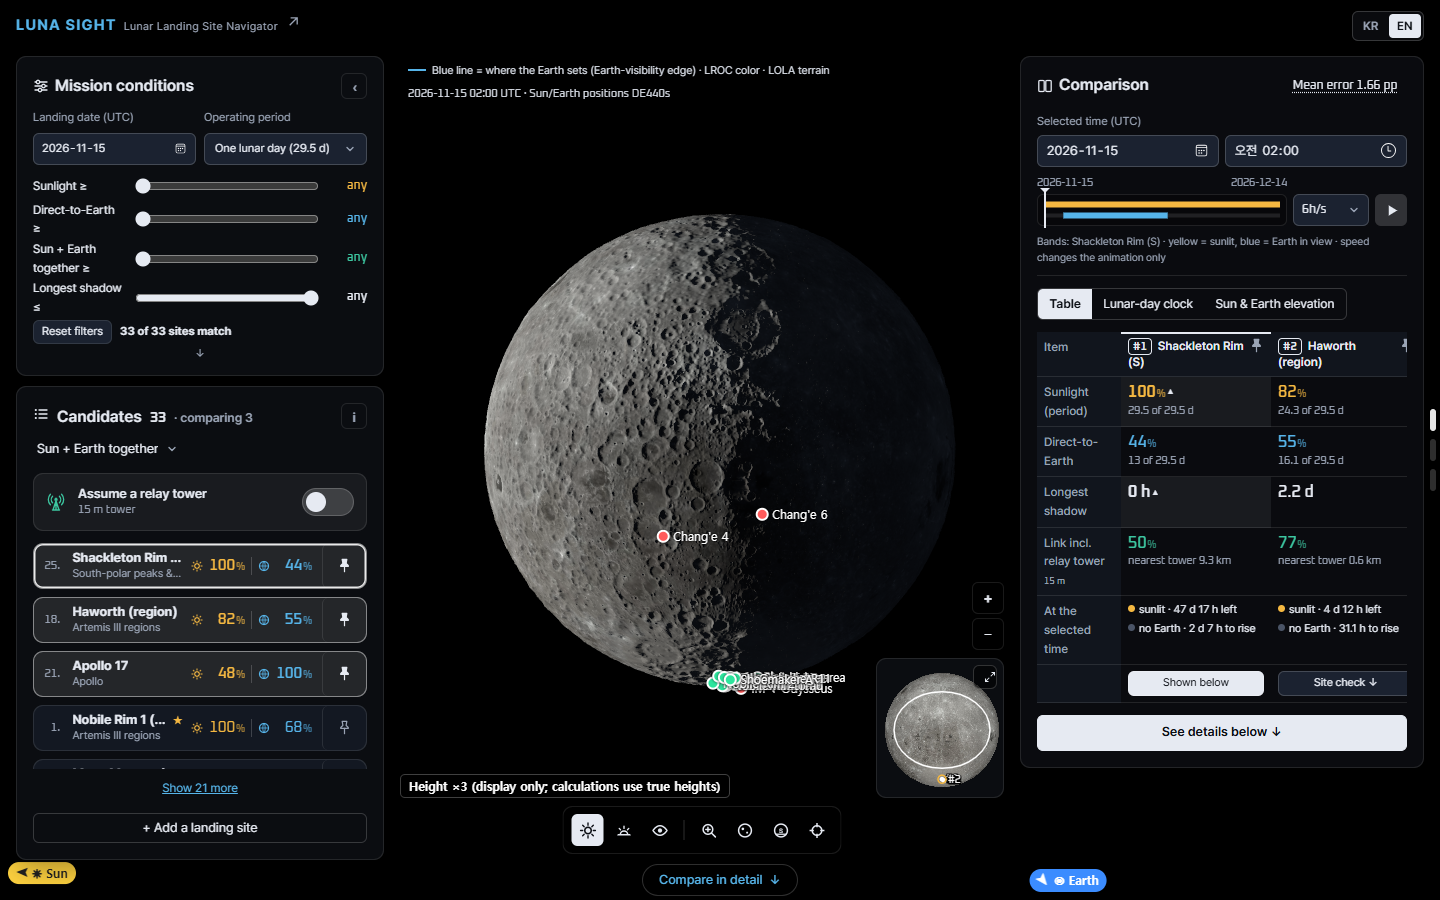 LUNA SIGHT Lunar Landing Site Navigator
KR EN
Mission conditions
Landing date (UTC)
Operating period
2026-11-15
One lunar day (29.5 d)
Sunlight ≥
any
Direct-to-Earth ≥
any
Sun + Earth together ≥
any
Longest shadow ≤
any
Reset filters
33 of 33 sites match
Candidates 33 · comparing 3
i
Sun + Earth together
Assume a relay tower
15 m tower
25. Shackleton Rim ... 100% 44%
South-polar peaks &...
18. Haworth (region) 82% 55%
Artemis III regions
21. Apollo 17 48% 100%
Apollo
1. Nobile Rim 1 (... ★ 100% 68%
Artemis III regions
Show 21 more
+ Add a landing site
Sun
Blue line = where the Earth sets (Earth-visibility edge) · LROC color · LOLA terrain
2026-11-15 02:00 UTC · Sun/Earth positions DE440s
Chang'e 6
Chang'e 4
#2
Height ×3 (display only; calculations use true heights)
Compare in detail ↓
Earth
Comparison
Mean error 1.66 pp
Selected time (UTC)
2026-11-15
오전 02:00
2026-11-15
2026-12-14
6h/s
Bands: Shackleton Rim (S) · yellow = sunlit, blue = Earth in view · speed
changes the animation only
Table
Lunar-day clock
Sun & Earth elevation
Item
#1 Shackleton Rim (S)
#2 Haworth (region)
Sunlight (period)
100% ▲
29.5 of 29.5 d
82%
24.3 of 29.5 d
Direct-to-Earth
44%
13 of 29.5 d
55%
16.1 of 29.5 d
Longest shadow
0 h ▲
2.2 d
Link incl. relay tower
15 m
50%
nearest tower 9.3 km
77%
nearest tower 0.6 km
At the selected time
sunlit · 47 d 17 h left
no Earth · 2 d 7 h to rise
sunlit · 4 d 12 h left
no Earth · 31.1 h to rise
Shown below
Site check ↓
See details below ↓